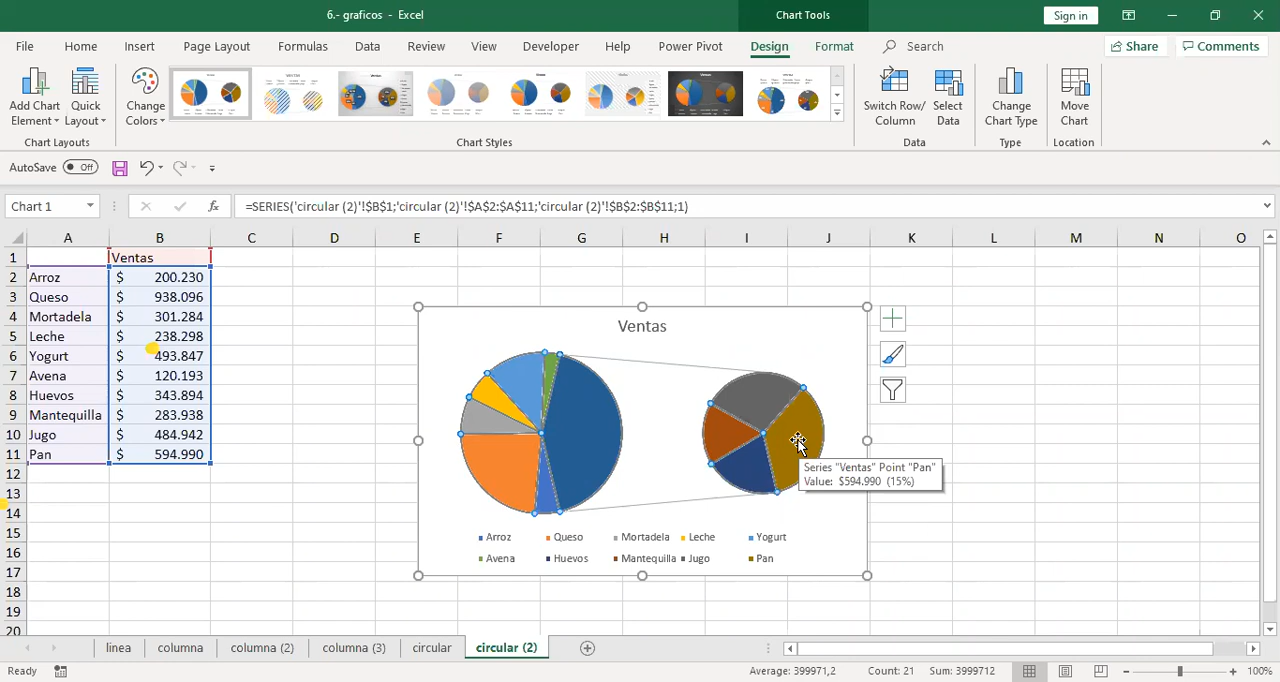 6.- graficos - Excel
Chart Tools
Sign in
File Home Insert Page Layout Formulas Data Review View Developer Help Power Pivot Design Format Search Share Comments
Add Chart Element
Quick Layout
Change Colors
Switch Row/ Column
Select Data
Change Chart Type
Move Chart
Chart Layouts
Chart Styles
Data
Type
Location
AutoSave Off
Chart 1
fx
=SERIES('circular (2)'!$B$1;'circular (2)'!$A$2:$A$11;'circular (2)'!$B$2:$B$11;1)
A B C D E F G H I J K L M N O
1 Ventas
2 Arroz $ 200.230
3 Queso $ 938.096
4 Mortadela $ 301.284
5 Leche $ 238.298
6 Yogurt $ 493.847
7 Avena $ 120.193
8 Huevos $ 343.894
9 Mantequilla $ 283.938
10 Jugo $ 484.942
11 Pan $ 594.990
12
13
14
15
16
17
18
19
20
Ventas
Series "Ventas" Point "Pan"
Value: $594.990 (15%)
Arroz Queso Mortadela Leche Yogurt
Avena Huevos Mantequilla Jugo Pan
linea columna columna (2) columna (3) circular circular (2)
Ready Average: 399971,2 Count: 21 Sum: 3999712 100%